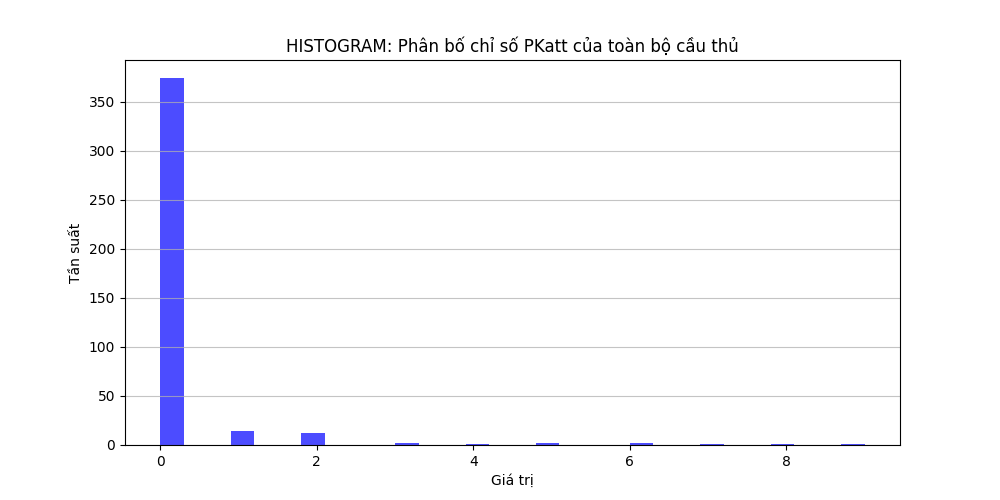 HISTOGRAM: Phân bố chỉ số PKatt của toàn bộ cầu thủ
Tần suất
350
300
250
200
150
100
50
0
0 2 4 6 8
Giá trị